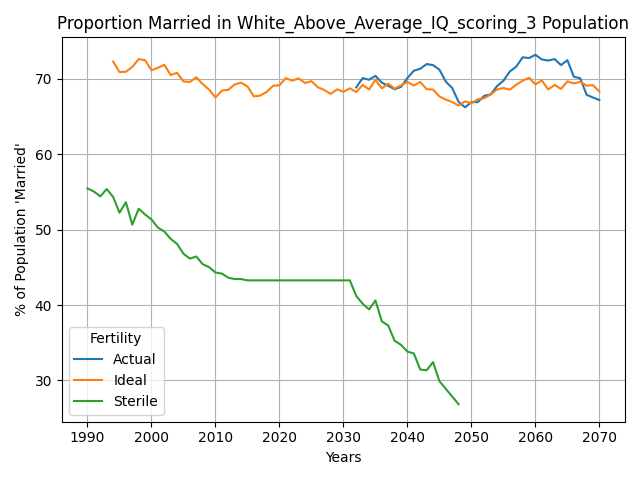 Proportion Married in White_Above_Average_IQ_scoring_3 Population
% of Population 'Married'
70
60
50
40
30
Fertility
Actual
Ideal
Sterile
1990 2000 2010 2020 2030 2040 2050 2060 2070
Years